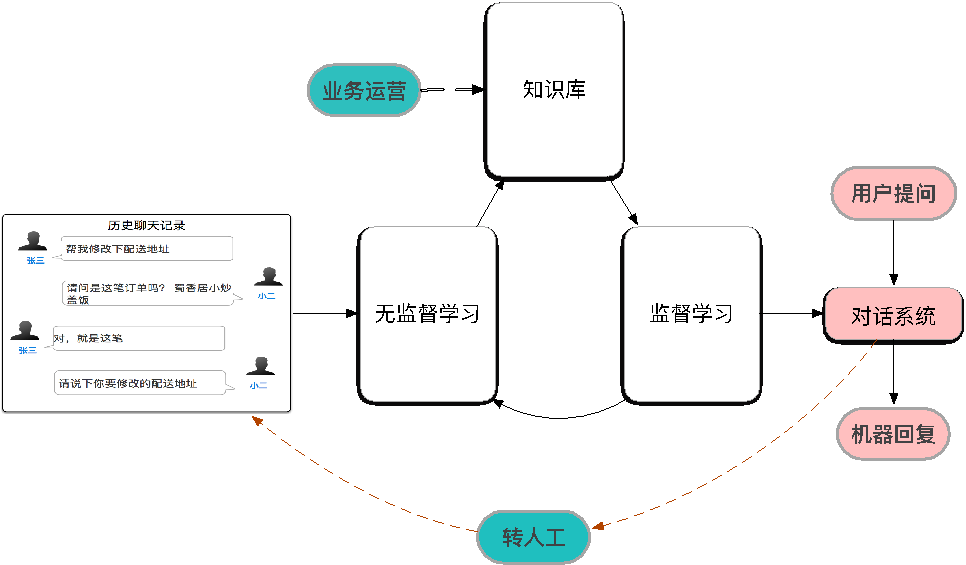 业务运营
知识库
用户提问
历史聊天记录
帮我修改下配送地址
张三
请问是这笔订单吗？ 蜀香居小炒
盖饭
小二
无监督学习
监督学习
对话系统
对，就是这笔
张三
请说下你要修改的配送地址
小二
机器回复
转人工